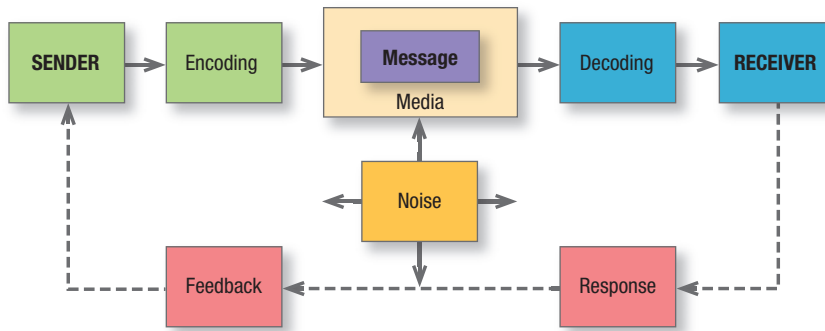 SENDER
Encoding
Message
Media
Decoding
RECEIVER
Noise
Feedback
Response